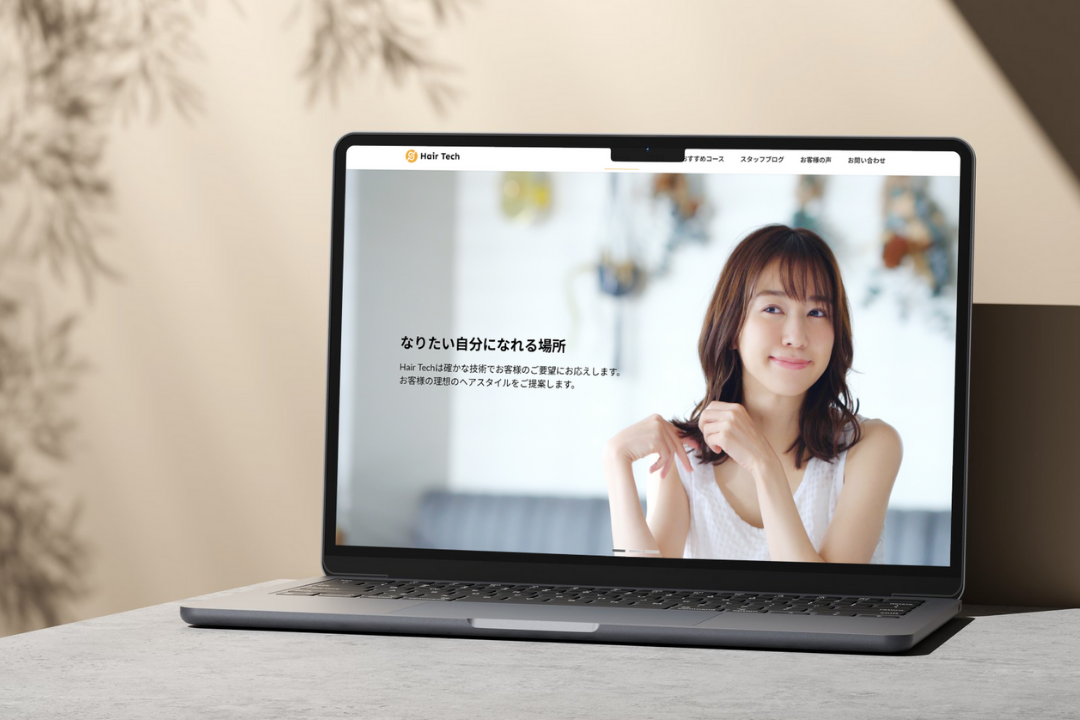 Hair Tech
すすめコース スタッフブログ お客様の声 お問い合わせ
なりたい自分になれる場所
Hair Techは確かな技術でお客様のご要望にお応えします。
お客様の理想のヘアスタイルをご提案します。